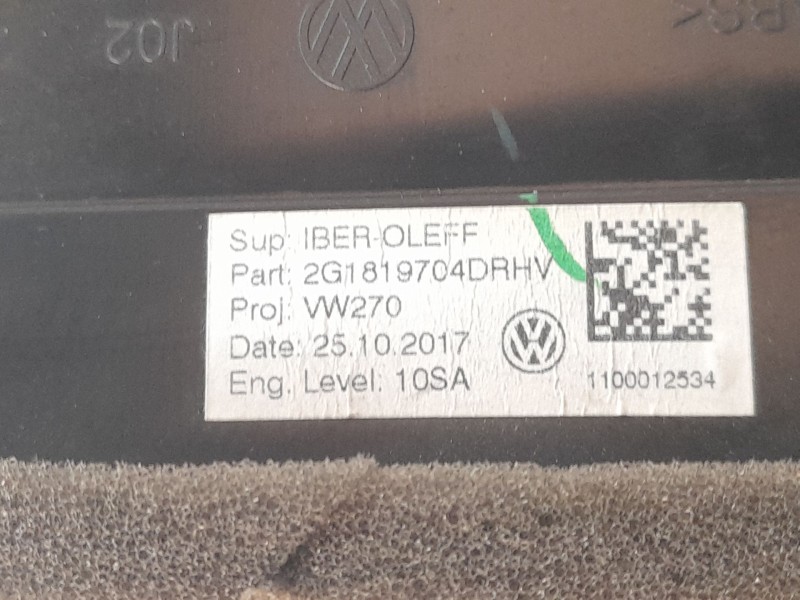 J02
Sup: IBER-OLEFF
Part: 2G1819704DRHV
Proj: VW270
Date: 25.10.2017
Eng. Level: 10SA
1100012534